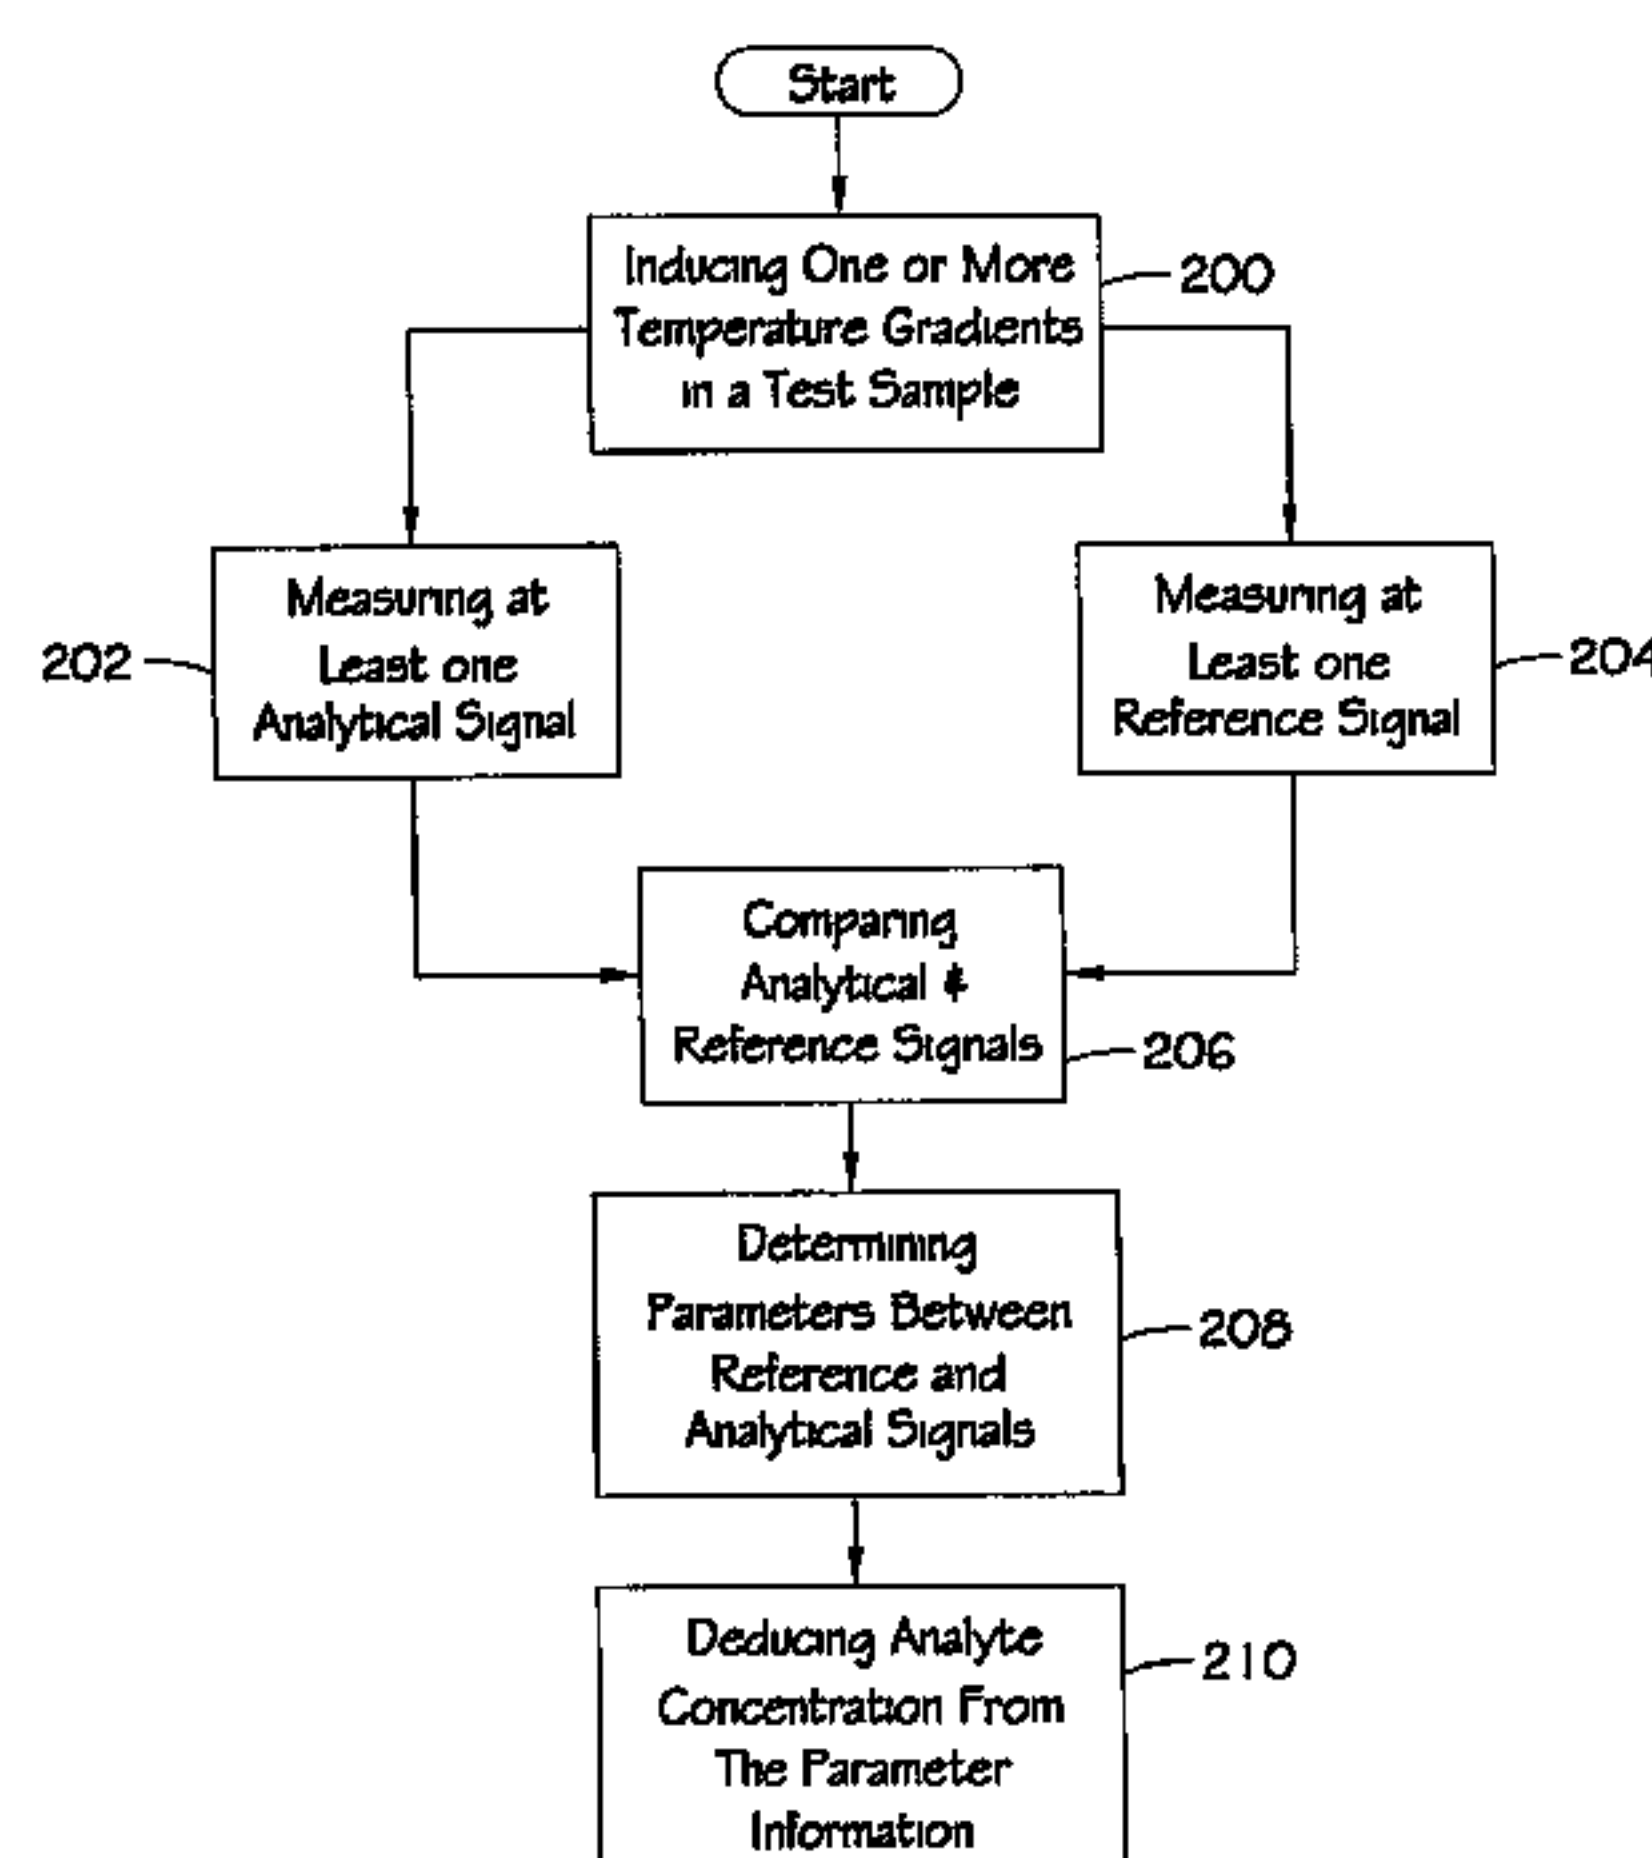 Start
Inducing One or More
Temperature Gradients
in a Test Sample
200
Measuring at
Least one
Analytical Signal
202
Measuring at
Least one
Reference Signal
204
Comparing
Analytical &
Reference Signals
206
Determining
Parameters Between
Reference and
Analytical Signals
208
Deducing Analyte
Concentration From
The Parameter
Information
210